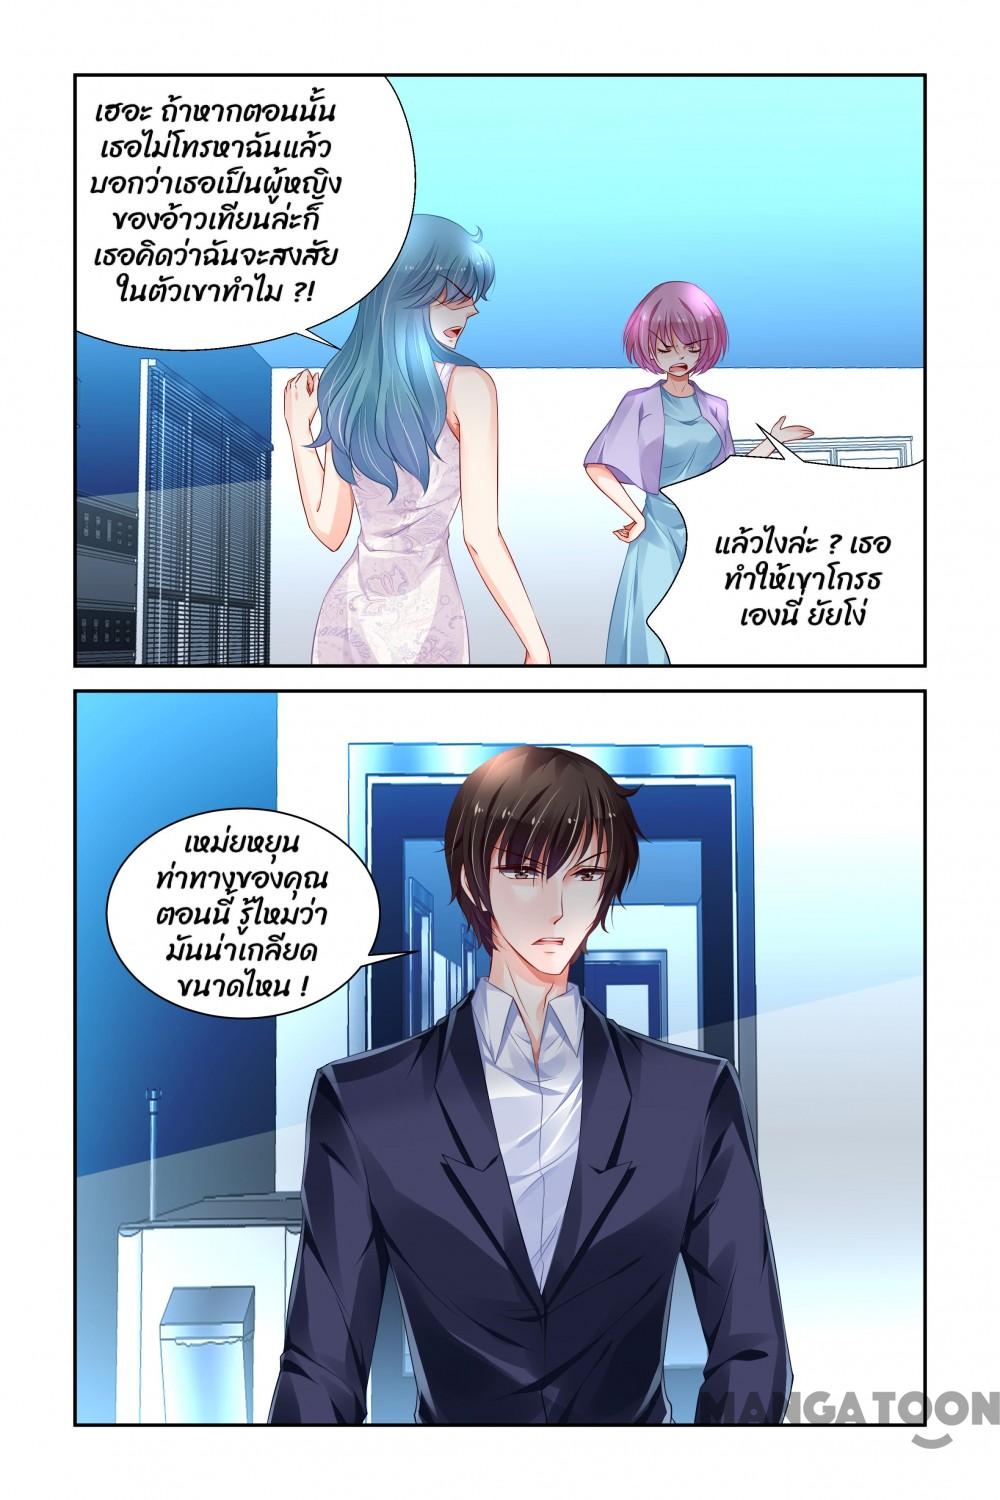 เฮอะ ถ้าหากตอนนั้น
เธอไม่โทรหาฉันแล้ว
บอกว่าเธอเป็นผู้หญิง
ของอ้าวเทียนล่ะก็
เธอคิดว่าฉันจะสงสัย
ในตัวเขาทำไม ?!
แล้วไงล่ะ ? เธอ
ทำให้เขาโกรธ
เองนี่ ยัยโง่
เหม่ยหยุน
ท่าทางของคุณ
ตอนนี้ รู้ไหมว่า
มันน่าเกลียด
ขนาดไหน !
MANGATOON